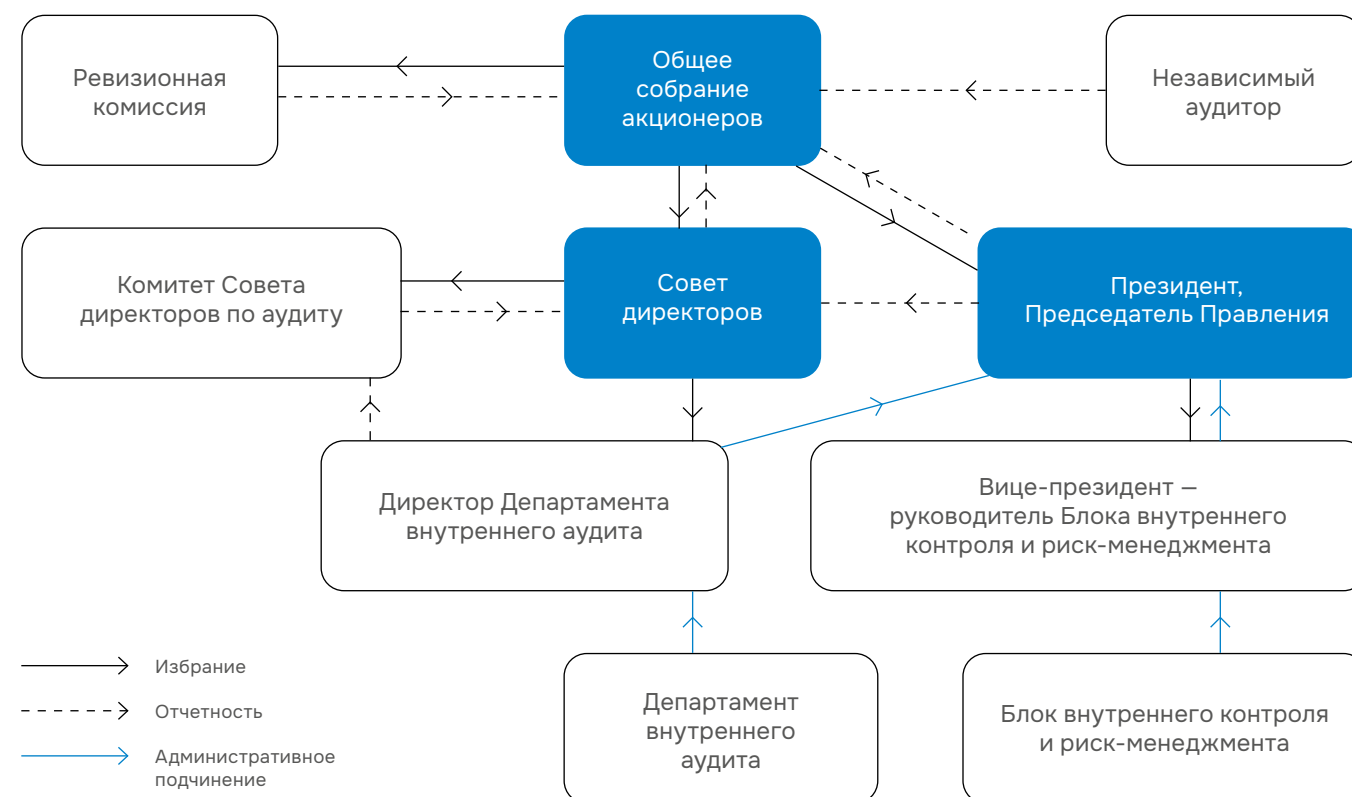 Ревизионная
комиссия
Общее
собрание
акционеров
Независимый
аудитор
Комитет Совета
директоров по аудиту
Совет
директоров
Президент,
Председатель Правления
Директор Департамента
внутреннего аудита
Вице-президент —
руководитель Блока внутреннего
контроля и риск-менеджмента
Избрание
Отчетность
Административное
подчинение
Департамент
внутреннего
аудита
Блок внутреннего контроля
и риск-менеджмента